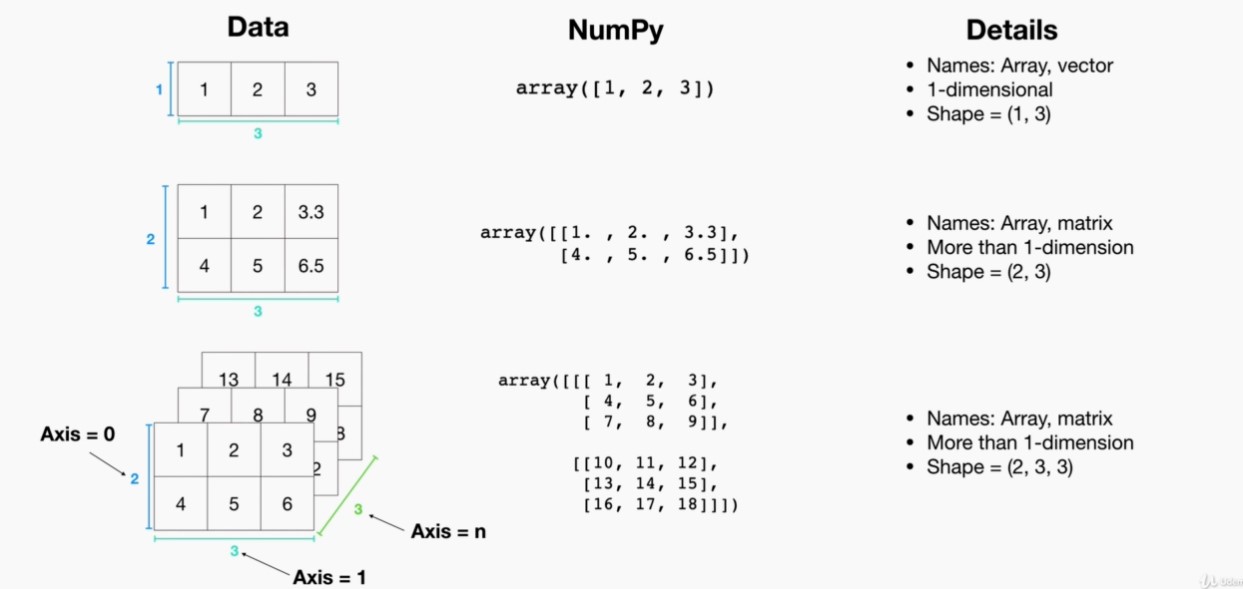 Data
NumPy
Details
1
1 2 3
3
array([1, 2, 3])
• Names: Array, vector
• 1-dimensional
• Shape = (1, 3)
2
1 2 3.3
4 5 6.5
3
array([[1. , 2. , 3.3],
[4. , 5. , 6.5]])
• Names: Array, matrix
• More than 1-dimension
• Shape = (2, 3)
13 14 15
7 8 9
Axis = 0
2
1 2 3
4 5 6
3
3
Axis = n
Axis = 1
array([[[ 1, 2, 3],
[ 4, 5, 6],
[ 7, 8, 9]],
[[10, 11, 12],
[13, 14, 15],
[16, 17, 18]]])
• Names: Array, matrix
• More than 1-dimension
• Shape = (2, 3, 3)